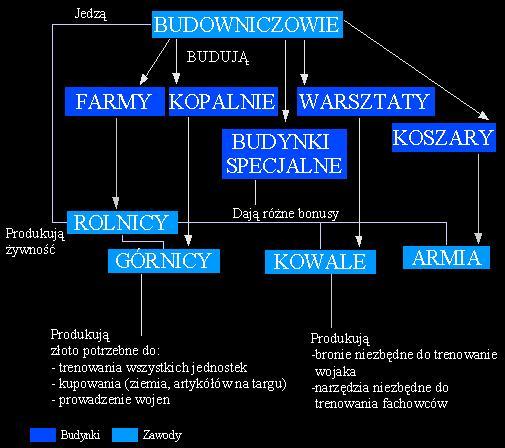 Jedzą
BUDOWNICZOWIE
BUDUJĄ
FARMY
KOPALNIE
WARSZTATY
KOSZARY
BUDYNKI
SPECJALNE
Dają różne bonusy
ROLNICY
Produkują
żywność
GÓRNICY
KOWALE
ARMIA
Produkują
złoto potrzebne do:
- trenowania wszystkich jednostek
- kupowania (ziemia, artykółów na targu)
- prowadzenie wojen
Produkują
-bronie niezbędne do trenowanie
wojaka
-narzędzia niezbędne do
trenowania fachowców
Budynki
Zawody